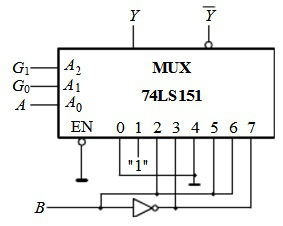 Y Y̅
G₁ A₂ MUX
G₀ A₁ 74LS151
A A₀
EN 0 1 2 3 4 5 6 7
"1"
B